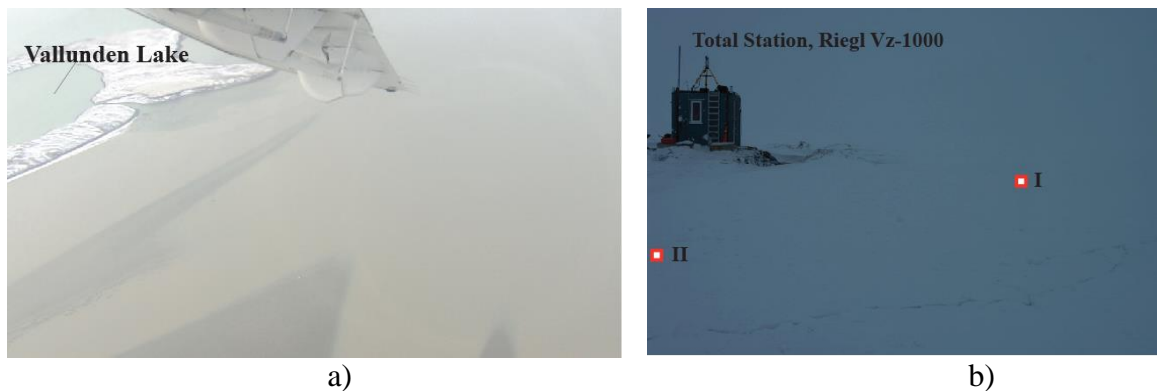 Vallunden Lake
Total Station, Riegl Vz-1000
I
II
a)
b)